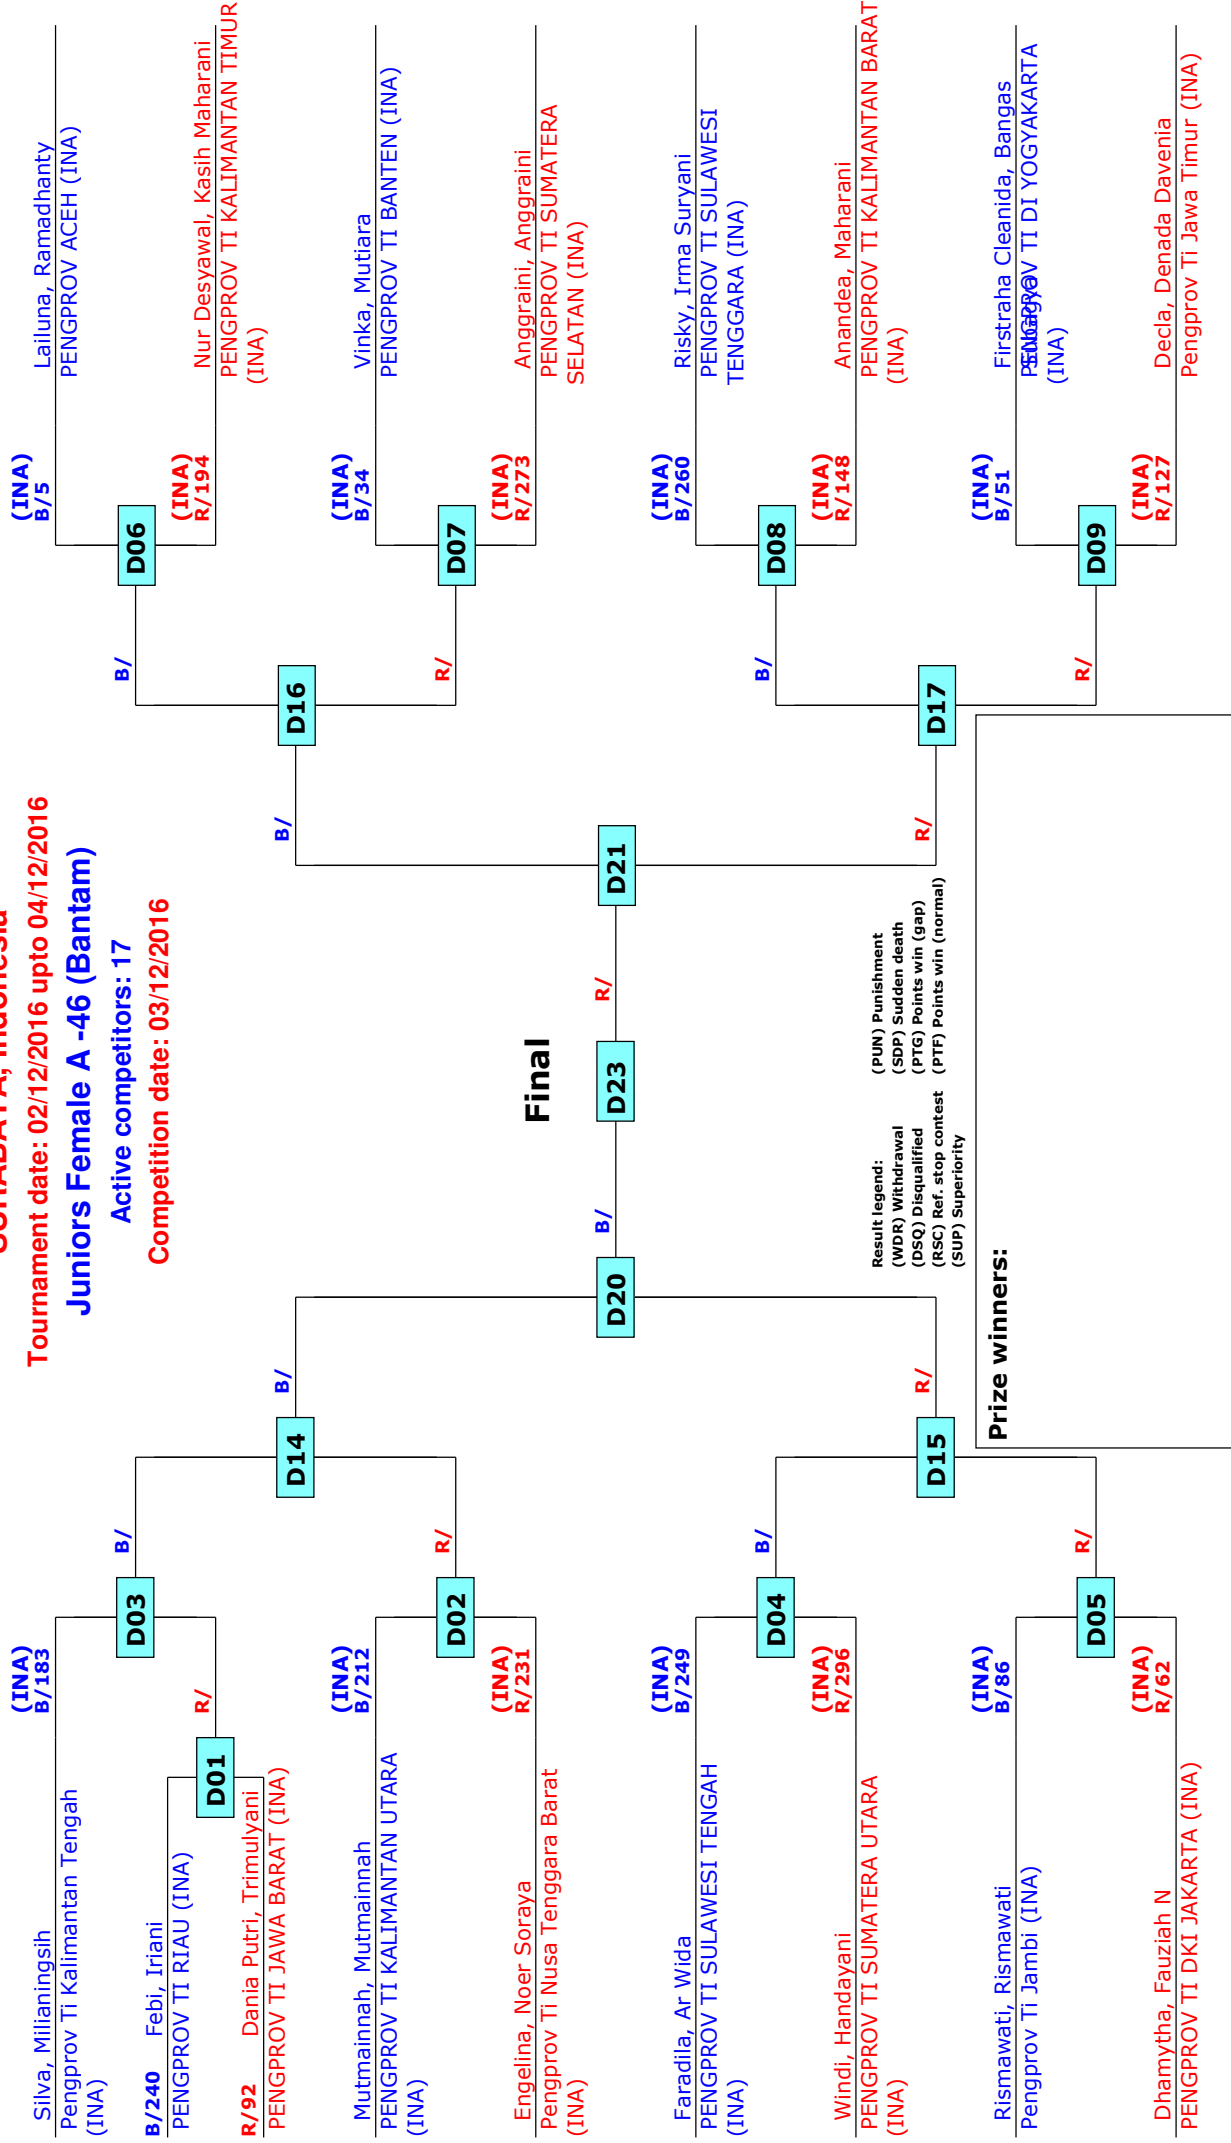 Tournament date: 02/12/2016 upto 04/12/2016
Juniors Female A -46 (Bantam)
Active competitors: 17
Competition date: 03/12/2016
(INA)
B/183
Silva, Milianingsih
Pengprov Ti Kalimantan Tengah
(INA)
D03
B/
B/240
Febi, Iriani
PENGPROV TI RIAU (INA)
D01
R/
R/92
Dania Putri, Trimulyani
PENGPROV TI JAWA BARAT (INA)
D14
B/
(INA)
B/212
Mutmainnah, Mutmainnah
PENGPROV TI KALIMANTAN UTARA
(INA)
D02
R/
(INA)
R/231
Engelina, Noer Soraya
Pengprov Ti Nusa Tenggara Barat
(INA)
D20
B/
(INA)
B/249
Faradila, Ar Wida
PENGPROV TI SULAWESI TENGAH
(INA)
D04
B/
(INA)
R/296
Windi, Handayani
PENGPROV TI SUMATERA UTARA
(INA)
D15
R/
(INA)
B/86
Rismawati, Rismawati
Pengprov Ti Jambi (INA)
D05
R/
(INA)
R/62
Dhamytha, Fauziah N
PENGPROV TI DKI JAKARTA (INA)
Final
D23
R/
D21
(INA)
B/5
Lailuna, Ramadhanty
PENGPROV ACEH (INA)
D06
B/
(INA)
R/194
Nur Desyawal, Kasih Maharani
PENGPROV TI KALIMANTAN TIMUR
(INA)
D16
B/
(INA)
B/34
Vinka, Mutiara
PENGPROV TI BANTEN (INA)
D07
R/
(INA)
R/273
Anggraini, Anggraini
PENGPROV TI SUMATERA
SELATAN (INA)
(INA)
B/260
Risky, Irma Suryani
PENGPROV TI SULAWESI
TENGGARA (INA)
D08
B/
(INA)
R/148
Anandea, Maharani
PENGPROV TI KALIMANTAN BARAT
(INA)
D17
R/
(INA)
B/51
Firstraha Cleanida, Bangas
PENGPROV TI DI YOGYAKARTA
(INA)
D09
R/
(INA)
R/127
Decla, Denada Davenia
Pengprov Ti Jawa Timur (INA)
Result legend:
(WDR) Withdrawal
(DSQ) Disqualified
(RSC) Ref. stop contest
(SUP) Superiority
(PUN) Punishment
(SDP) Sudden death
(PTG) Points win (gap)
(PTF) Points win (normal)
Prize winners: